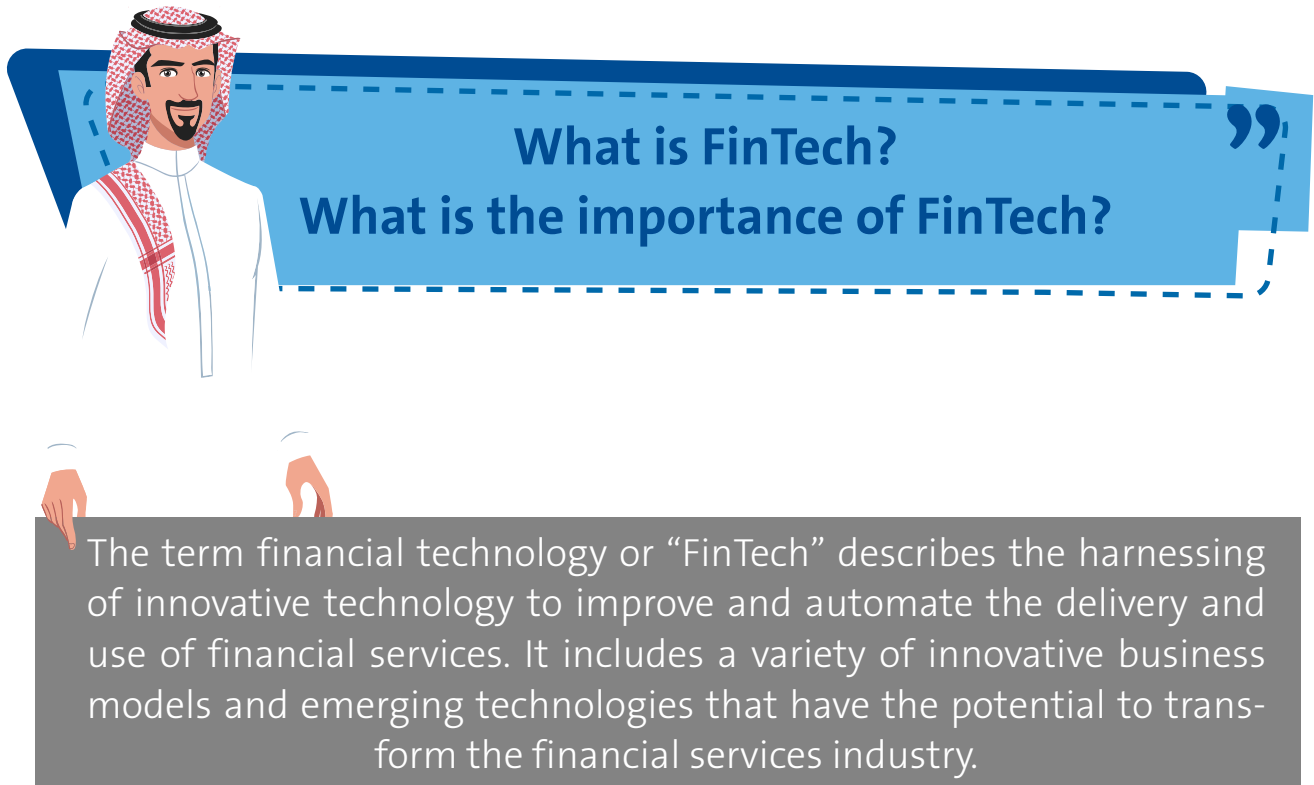 What is FinTech?
What is the importance of FinTech?
”
The term financial technology or “FinTech” describes the harnessing
of innovative technology to improve and automate the delivery and
use of financial services. It includes a variety of innovative business
models and emerging technologies that have the potential to trans-
form the financial services industry.